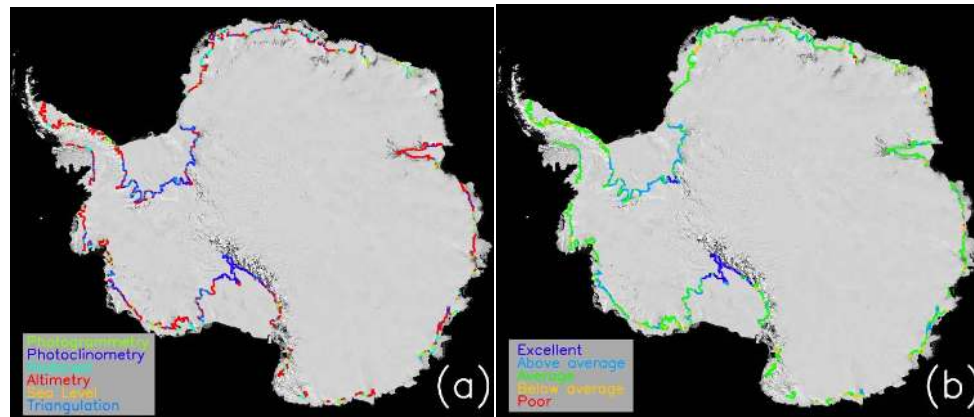 Photogrammetry
Photoclinometry
Altimetry
Sea Level
Triangulation
(a)
Excellent
Above average
Average
Below average
Poor
(b)